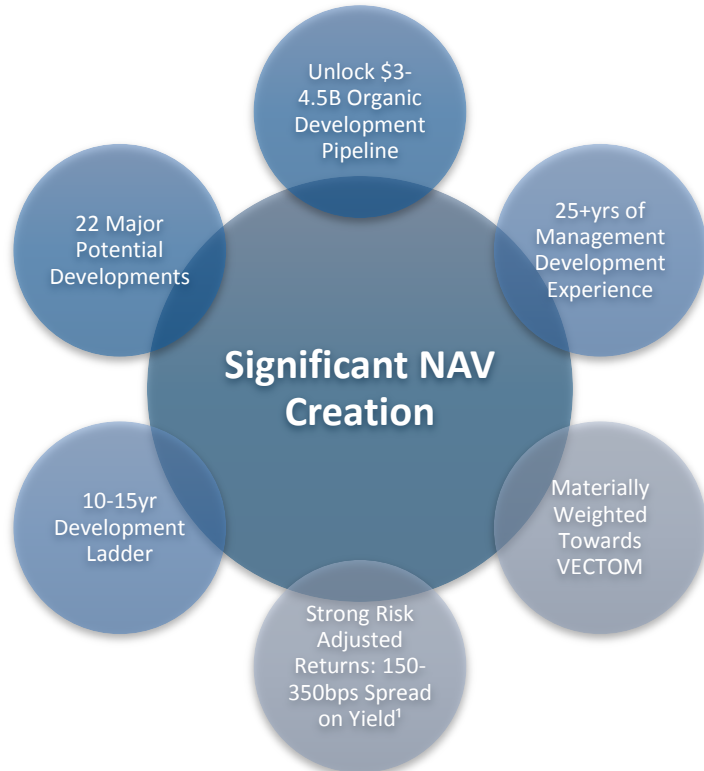 Unlock $3-
4.5B Organic
Development
Pipeline
22 Major
Potential
Developments
25+yrs of
Management
Development
Experience
Significant NAV
Creation
10-15yr
Development
Ladder
Materially
Weighted
Towards
VECTOM
Strong Risk
Adjusted
Returns: 150-
350bps Spread
on Yield¹